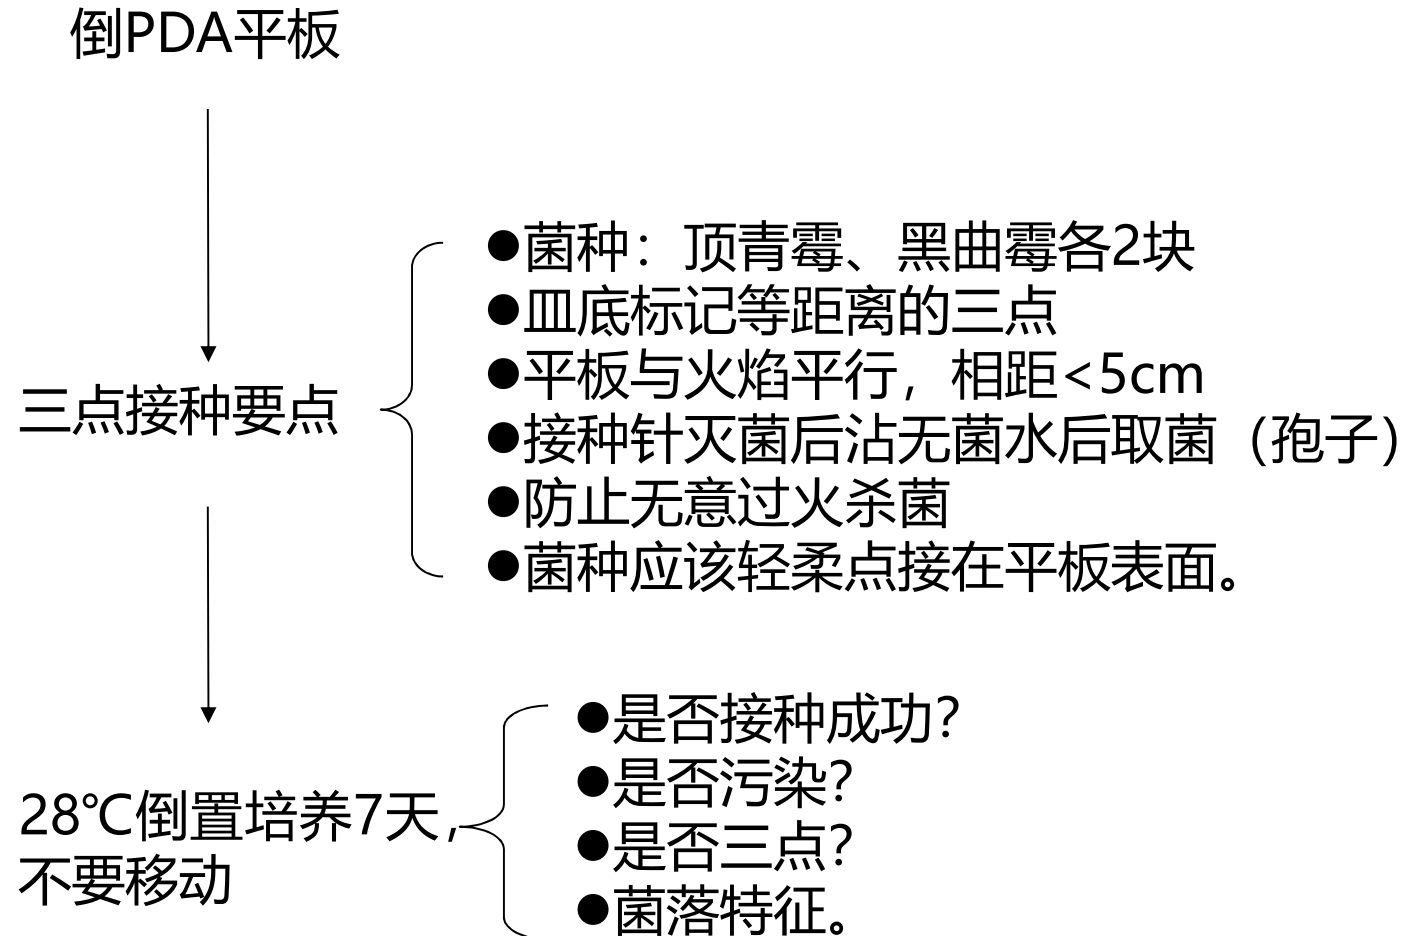 倒PDA平板
三点接种要点
●菌种：顶青霉、黑曲霉各2块
●皿底标记等距离的三点
●平板与火焰平行，相距<5cm
●接种针灭菌后沾无菌水后取菌（孢子）
●防止无意过火杀菌
●菌种应该轻柔点接在平板表面。
28℃倒置培养7天，
不要移动
●是否接种成功？
●是否污染？
●是否三点？
●菌落特征。